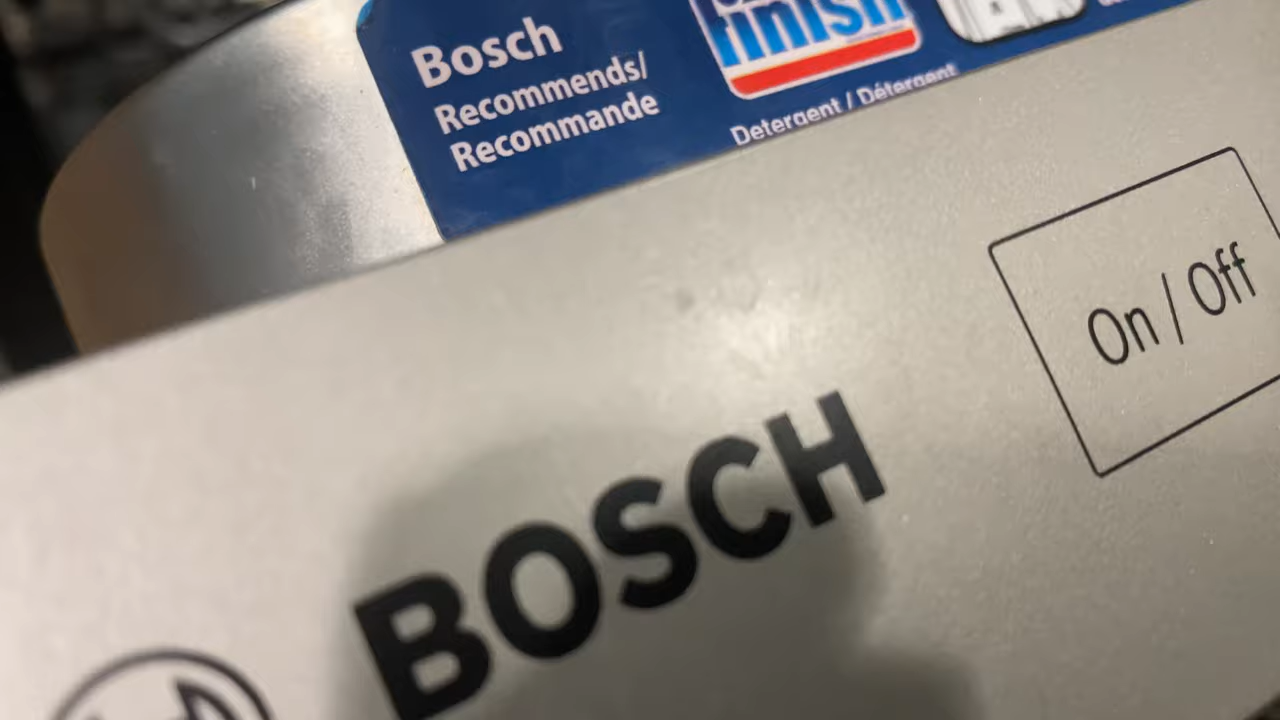 Bosch
Recommends/
Recommande
finish
Detergent / Détergent
On / Off
BOSCH